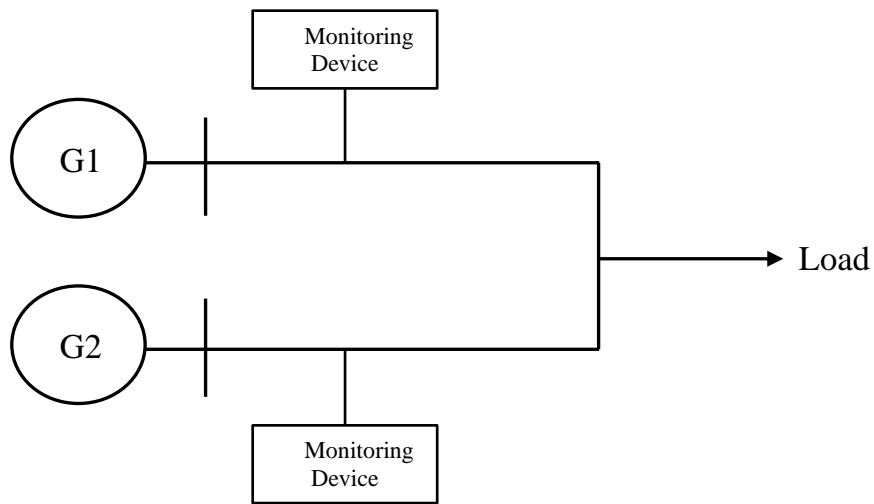 Monitoring
Device
G1
Load
G2
Monitoring
Device